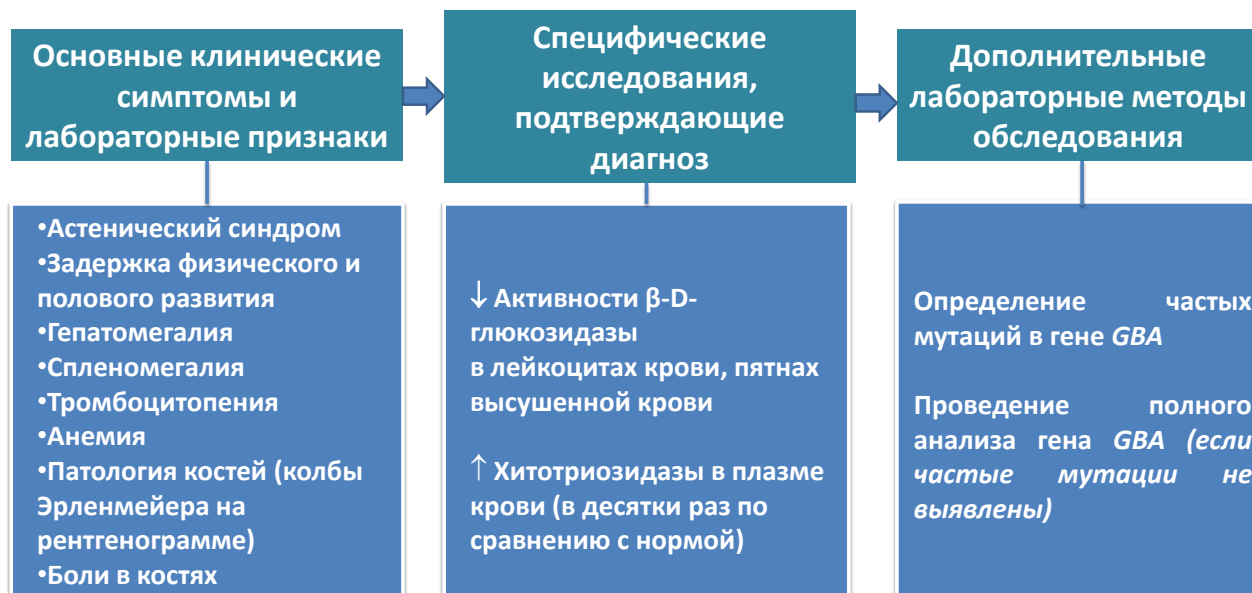 Основные клинические
симптомы и
лабораторные признаки
•Астенический синдром
•Задержка физического и
полового развития
•Гепатомегалия
•Спленомегалия
•Тромбоцитопения
•Анемия
•Патология костей (колбы
Эрленмейера на
рентгенограмме)
•Боли в костях
Специфические
исследования,
подтверждающие
диагноз
↓ Активности β-D-
глюкозидазы
в лейкоцитах крови, пятнах
высушенной крови
↑ Хитотриозидазы в плазме
крови (в десятки раз по
сравнению с нормой)
Дополнительные
лабораторные методы
обследования
Определение частых
мутаций в гене GBA
Проведение полного
анализа гена GBA (если
частые мутации не
выявлены)